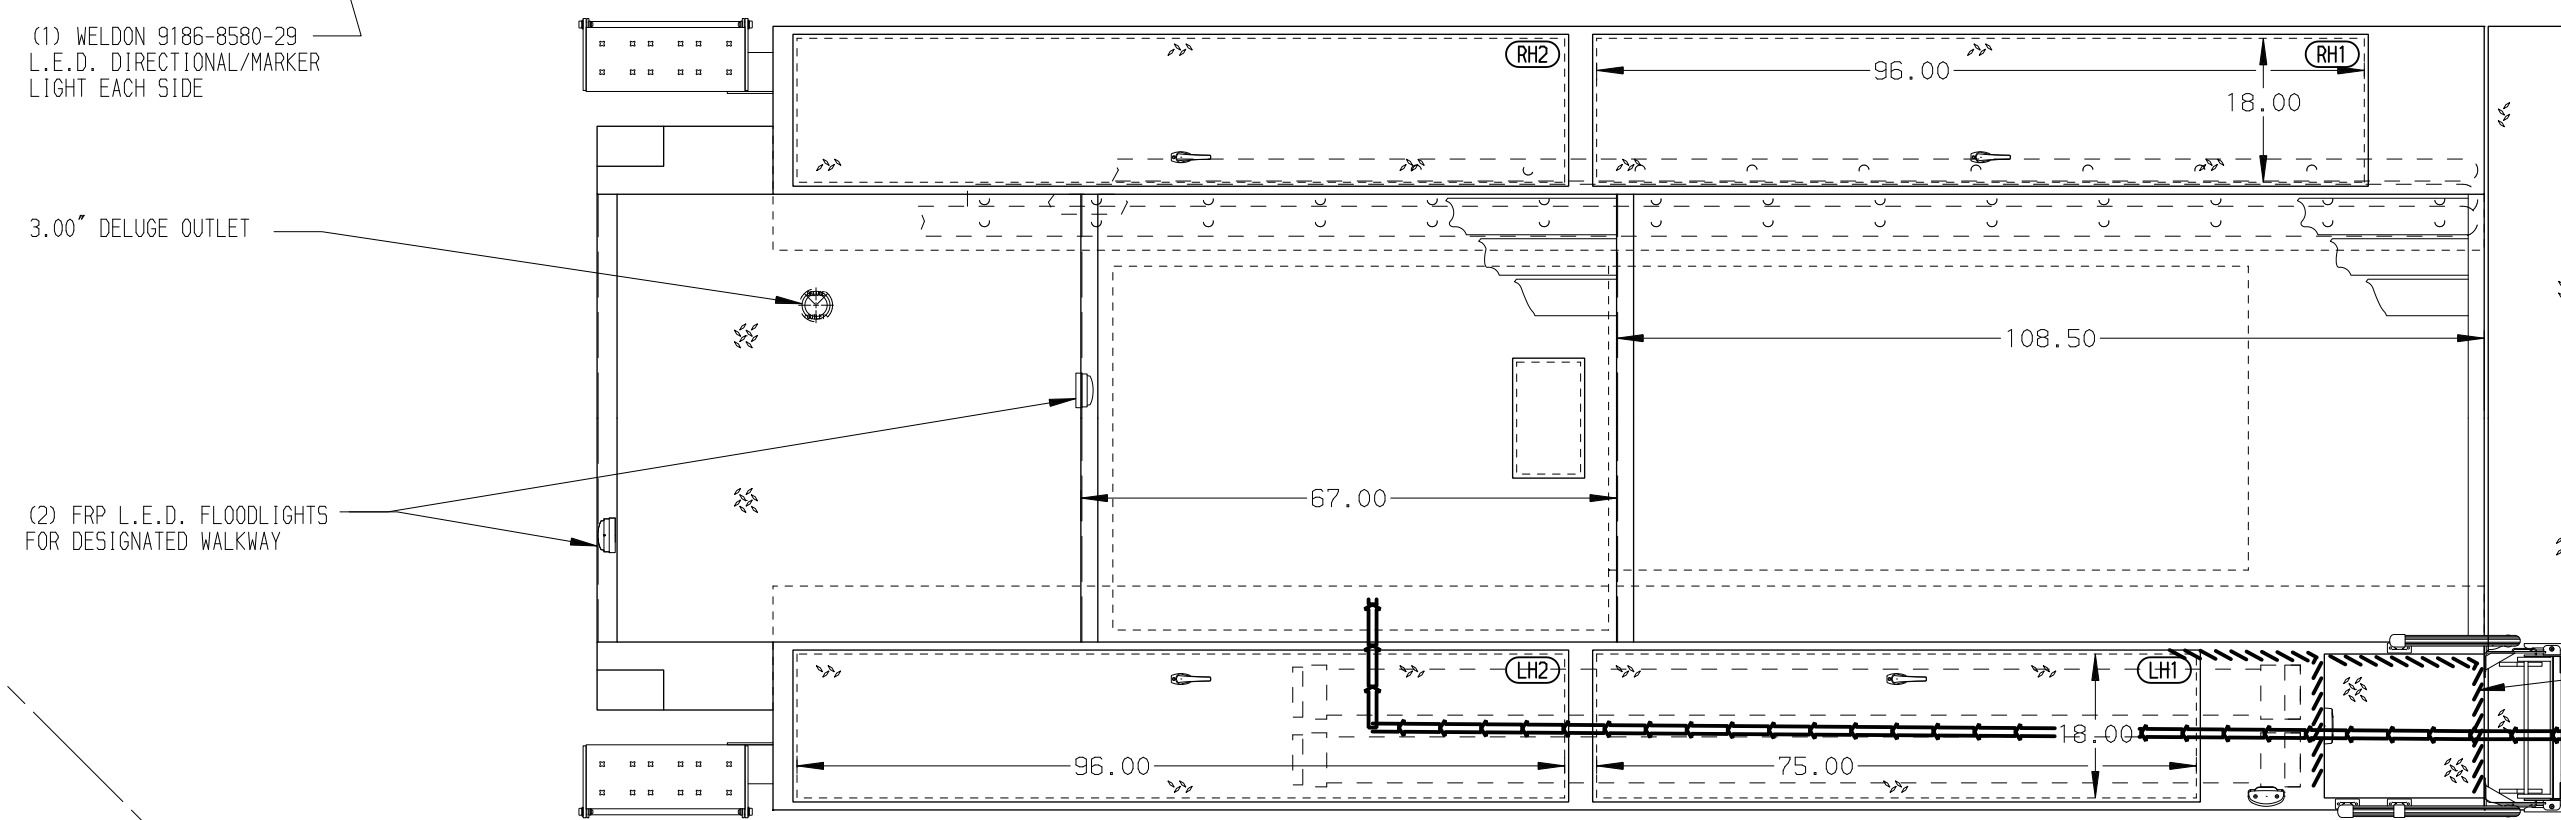 (1) WELDON 9186-8580-29
L.E.D. DIRECTIONAL/MARKER
LIGHT EACH SIDE
RH2
RH1
96.00
18.00
3.00" DELUGE OUTLET
108.50
67.00
(2) FRP L.E.D. FLOODLIGHTS
FOR DESIGNATED WALKWAY
LH2
LH1
18.00
96.00
75.00